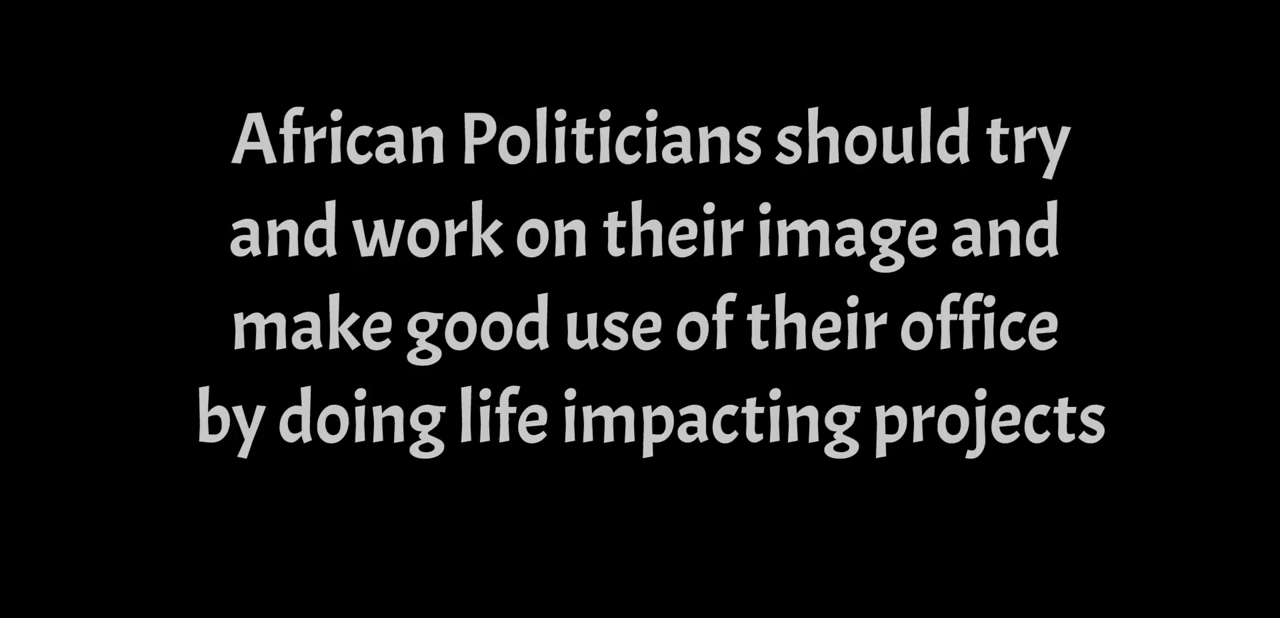 African Politicians should try
and work on their image and
make good use of their office
by doing life impacting projects